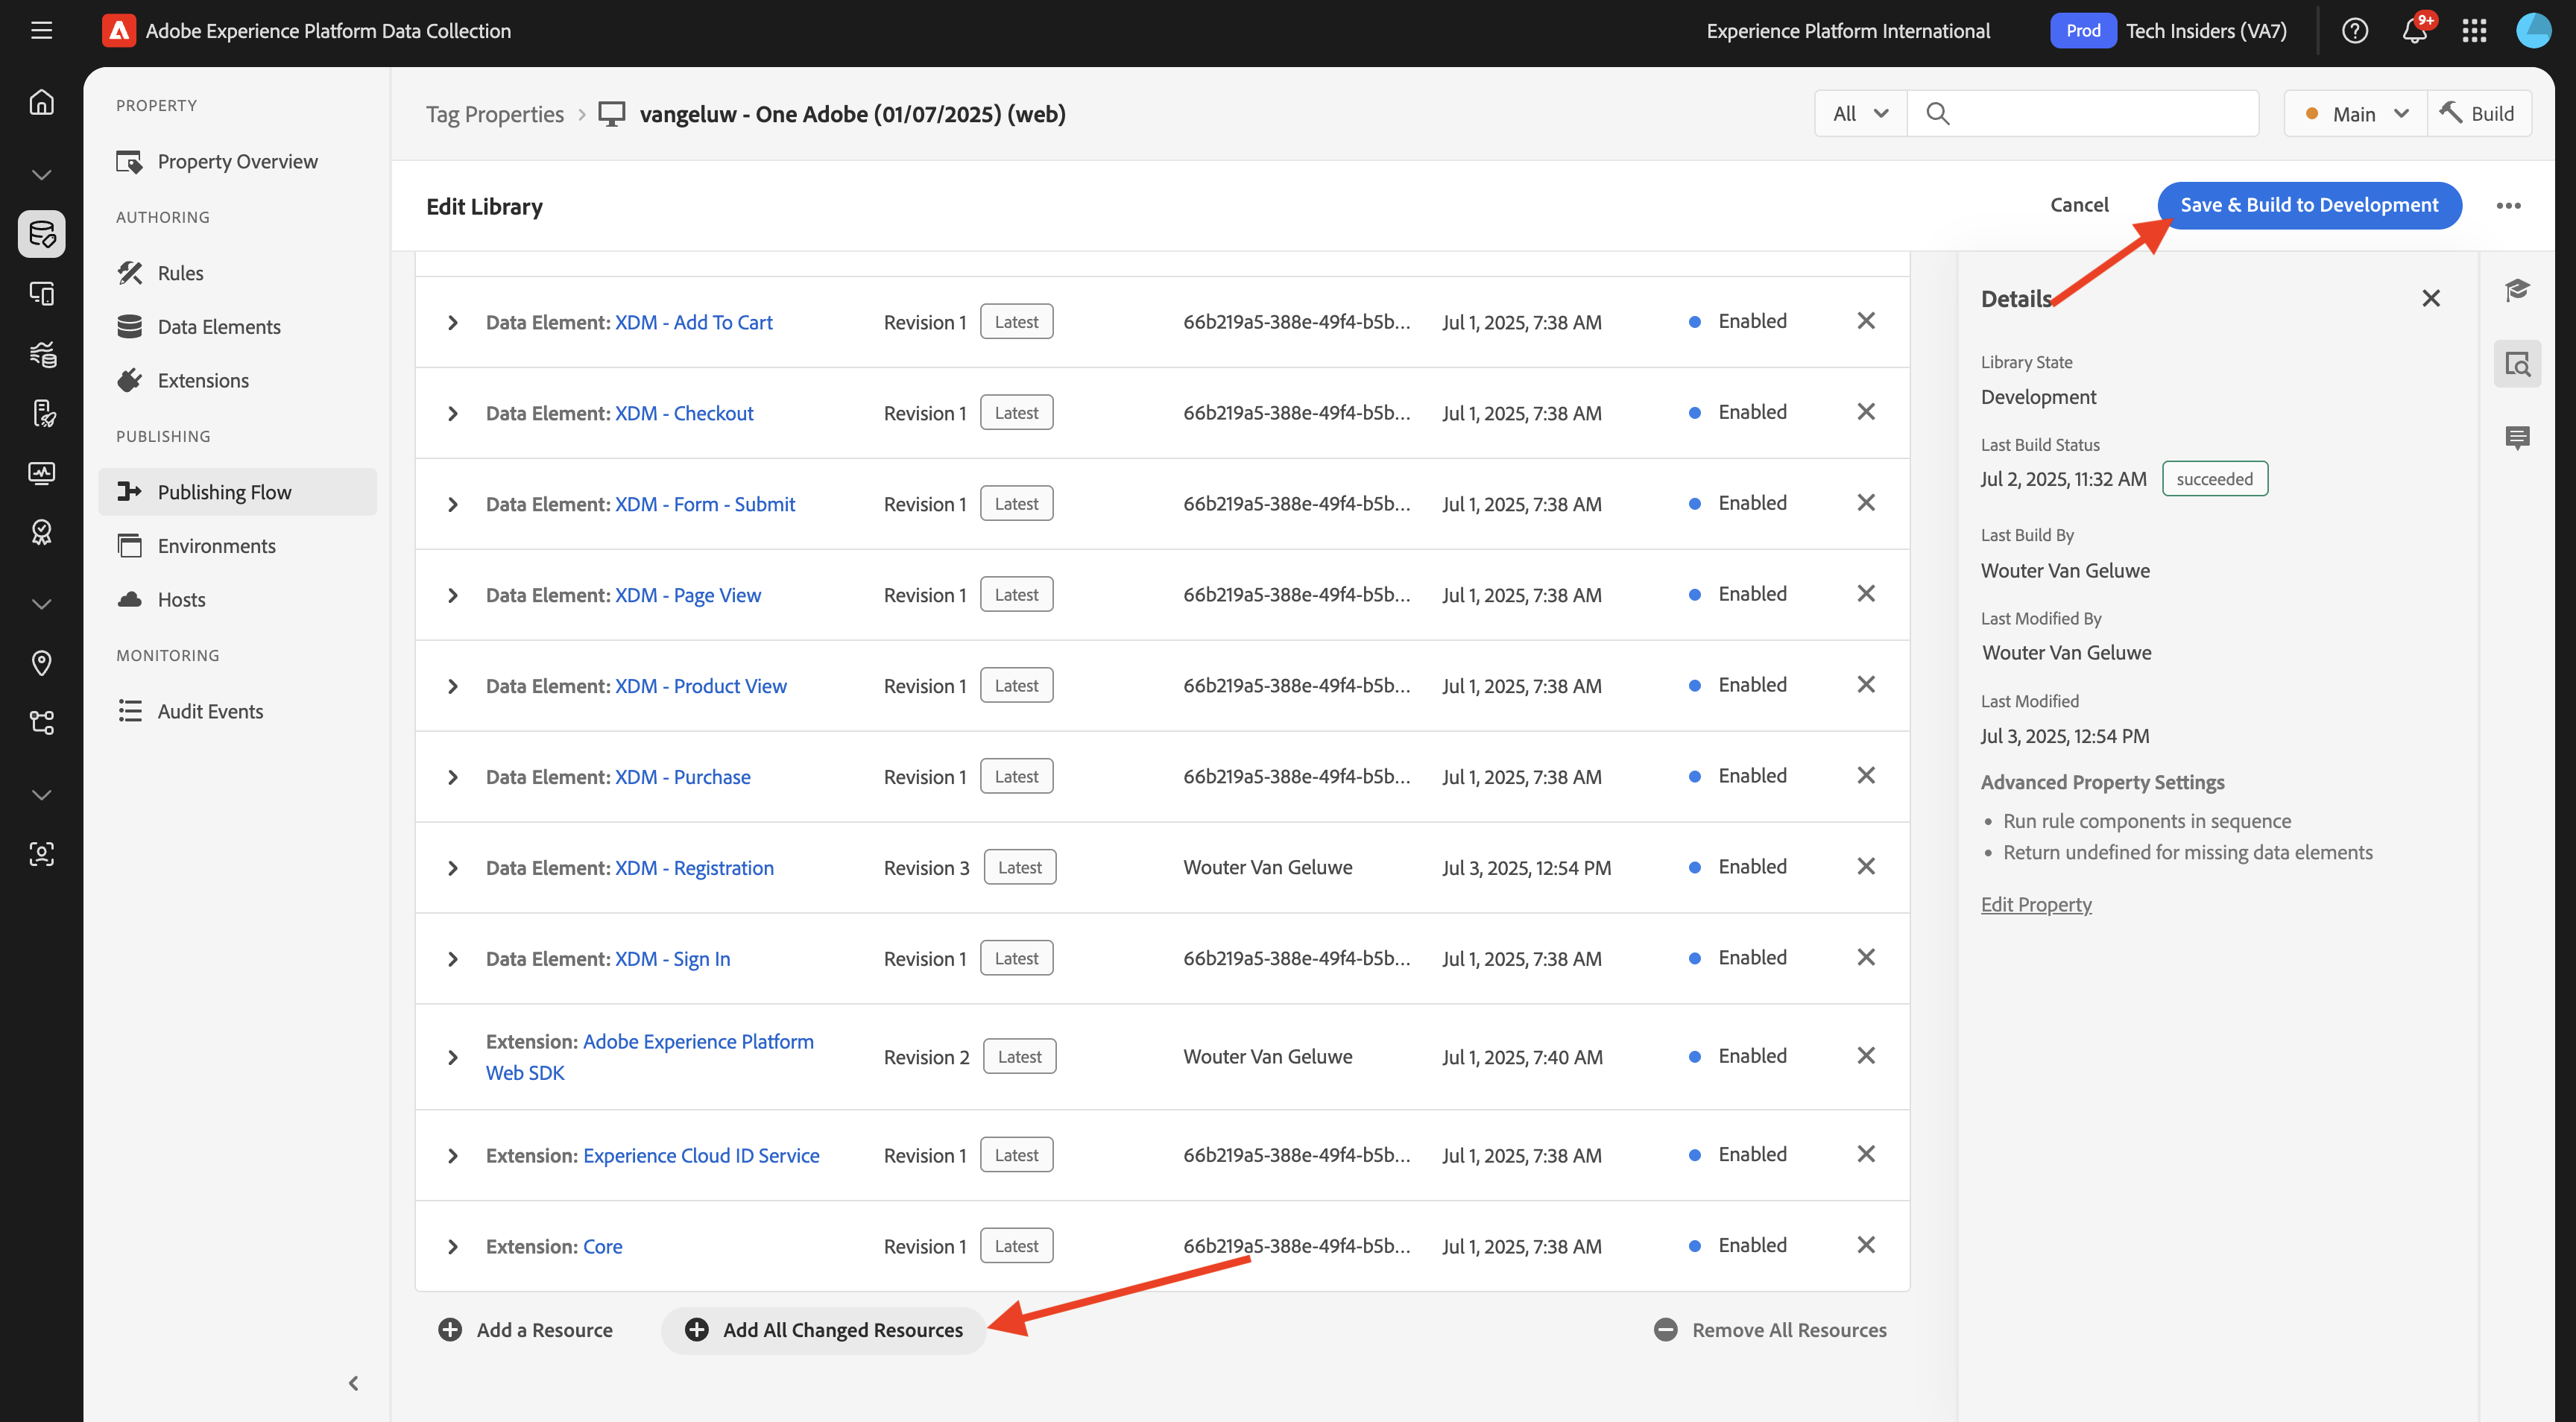 Adobe Experience Platform Data Collection
Experience Platform International
Prod
Tech Insiders (VA7)
9+
PROPERTY
Property Overview
AUTHORING
Rules
Data Elements
Extensions
PUBLISHING
Publishing Flow
Environments
Hosts
MONITORING
Audit Events
Tag Properties
vangeluw - One Adobe (01/07/2025) (web)
All
Main
Build
Edit Library
Cancel
Save & Build to Development
Data Element: XDM - Add To Cart Revision 1 Latest 66b219a5-388e-49f4-b5b... Jul 1, 2025, 7:38 AM Enabled
Data Element: XDM - Checkout Revision 1 Latest 66b219a5-388e-49f4-b5b... Jul 1, 2025, 7:38 AM Enabled
Data Element: XDM - Form - Submit Revision 1 Latest 66b219a5-388e-49f4-b5b... Jul 1, 2025, 7:38 AM Enabled
Data Element: XDM - Page View Revision 1 Latest 66b219a5-388e-49f4-b5b... Jul 1, 2025, 7:38 AM Enabled
Data Element: XDM - Product View Revision 1 Latest 66b219a5-388e-49f4-b5b... Jul 1, 2025, 7:38 AM Enabled
Data Element: XDM - Purchase Revision 1 Latest 66b219a5-388e-49f4-b5b... Jul 1, 2025, 7:38 AM Enabled
Data Element: XDM - Registration Revision 3 Latest Wouter Van Geluwe Jul 3, 2025, 12:54 PM Enabled
Data Element: XDM - Sign In Revision 1 Latest 66b219a5-388e-49f4-b5b... Jul 1, 2025, 7:38 AM Enabled
Extension: Adobe Experience Platform
Web SDK
Revision 2 Latest Wouter Van Geluwe Jul 1, 2025, 7:40 AM Enabled
Extension: Experience Cloud ID Service Revision 1 Latest 66b219a5-388e-49f4-b5b... Jul 1, 2025, 7:38 AM Enabled
Extension: Core Revision 1 Latest 66b219a5-388e-49f4-b5b... Jul 1, 2025, 7:38 AM Enabled
Add a Resource
Add All Changed Resources
Remove All Resources
Details
Library State
Development
Last Build Status
Jul 2, 2025, 11:32 AM succeeded
Last Build By
Wouter Van Geluwe
Last Modified By
Wouter Van Geluwe
Last Modified
Jul 3, 2025, 12:54 PM
Advanced Property Settings
• Run rule components in sequence
• Return undefined for missing data elements
Edit Property